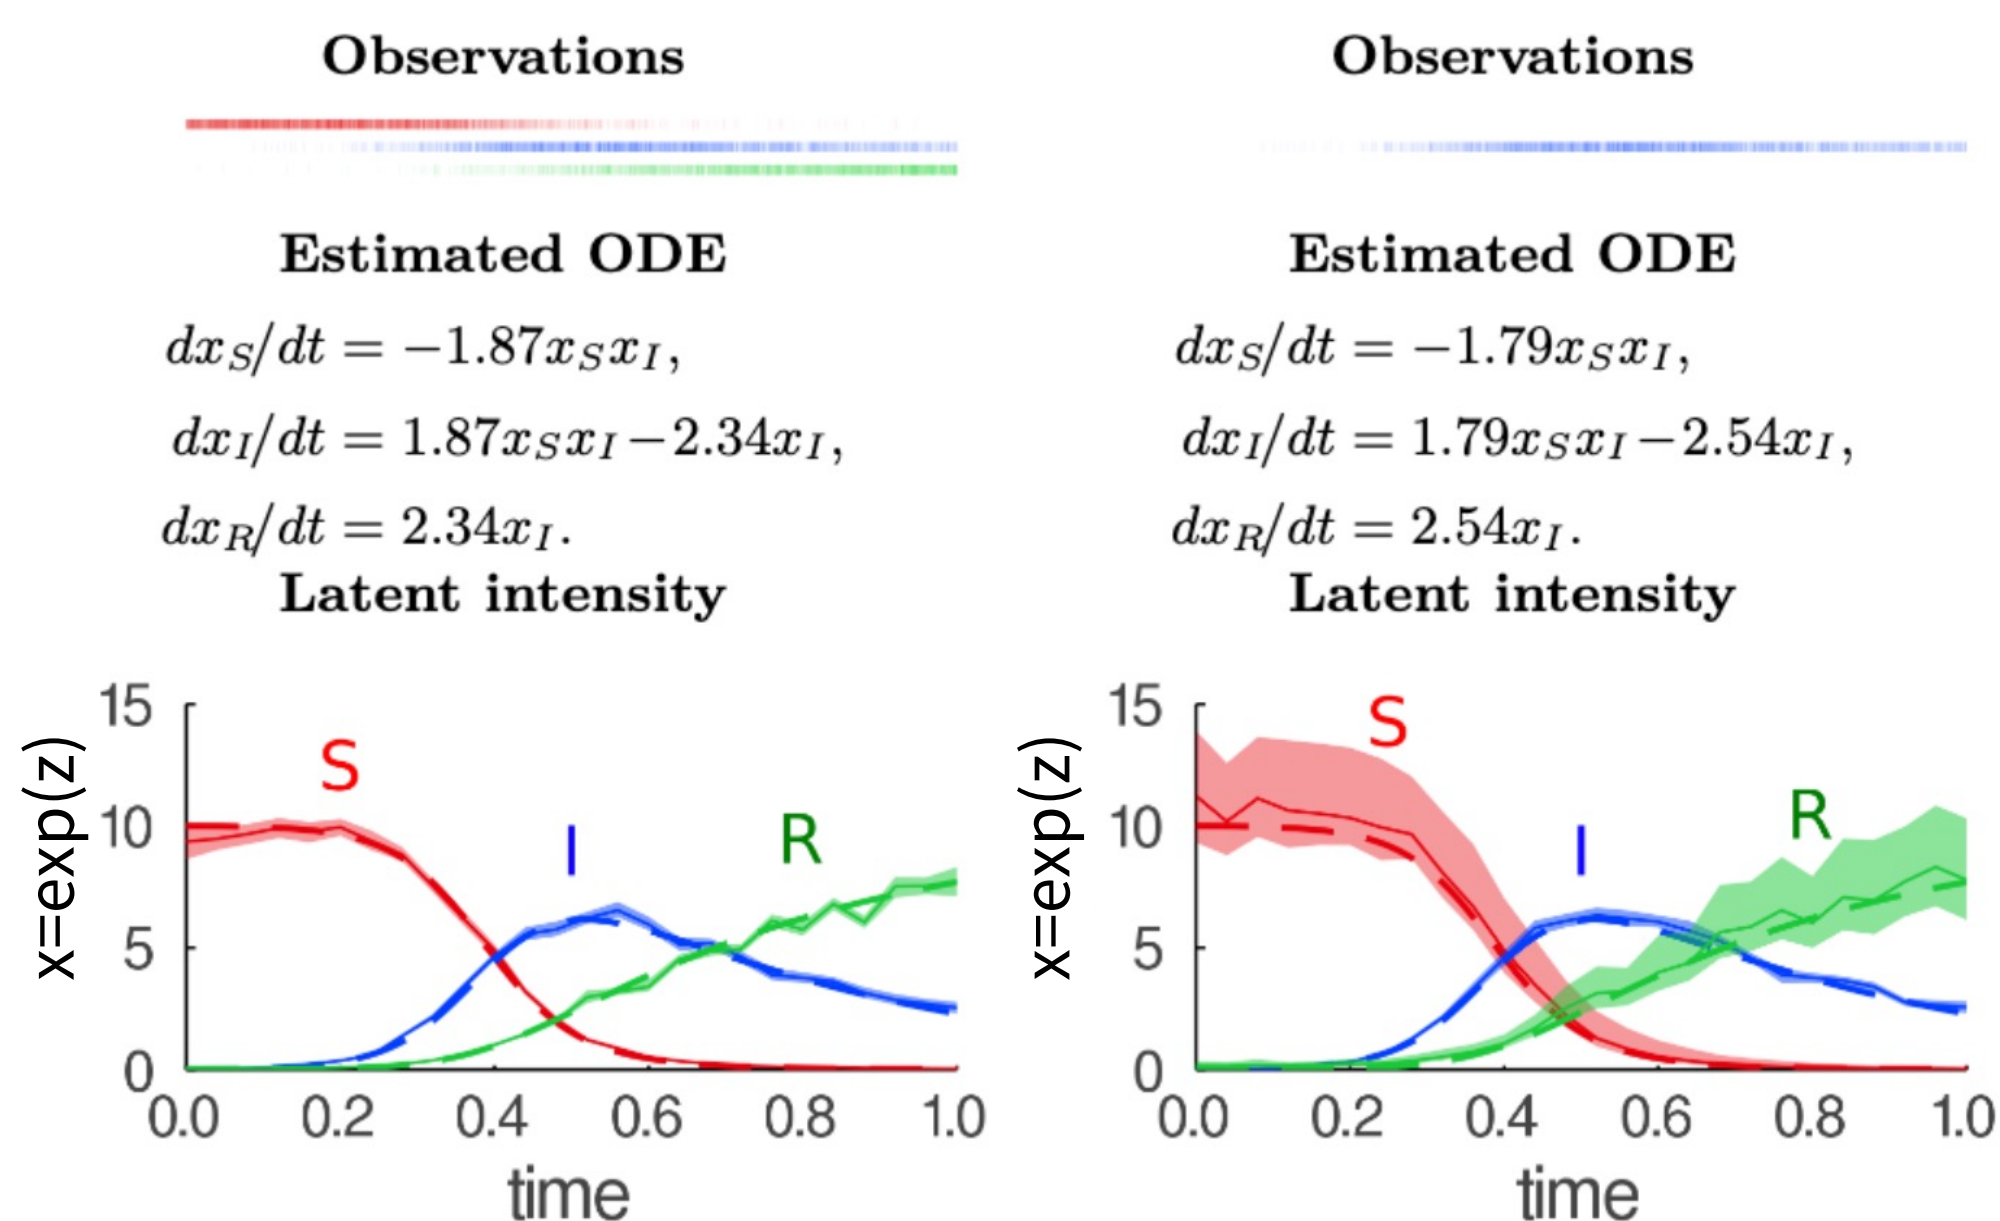 Observations
Estimated ODE
dx_S/dt = −1.87x_Sx_I,
dx_I/dt = 1.87x_Sx_I−2.34x_I,
dx_R/dt = 2.34x_I.
Latent intensity
15
10
5
0
x=exp(z)
S
I
R
0.0 0.2 0.4 0.6 0.8 1.0
time
Observations
Estimated ODE
dx_S/dt = −1.79x_Sx_I,
dx_I/dt = 1.79x_Sx_I−2.54x_I,
dx_R/dt = 2.54x_I.
Latent intensity
15
10
5
0
x=exp(z)
S
I
R
0.0 0.2 0.4 0.6 0.8 1.0
time